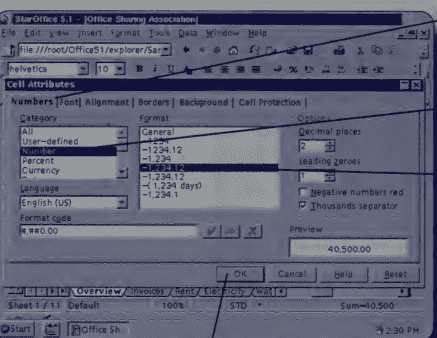 StarOffice 5.1 - [Office Sharing Association]
File Edit View Insert Format Tools Data Window Help
file:///root/Office51/explorer/Sar
helvetica 10 B i U
Cell Attributes
Numbers Font Alignment Borders Background Cell Protection
Category Format Options
All General Decimal places
User-defined -1234 2
Number -1234.12 Leading zeroes
Percent -1,234 1
Currency -1,234.12 Negative numbers red
Language -1,234.12 Thousands separator
English (US) -( 1,234 days)
-1,234.1
Format code Preview
#,##0.00 40,500.00
OK Cancel Help Reset
Overview Invoices Rent Electricity Wat
Sheet 1 / 11 Default 100% STD * Sum=40,500
Start Office Sh. 2:30 PM